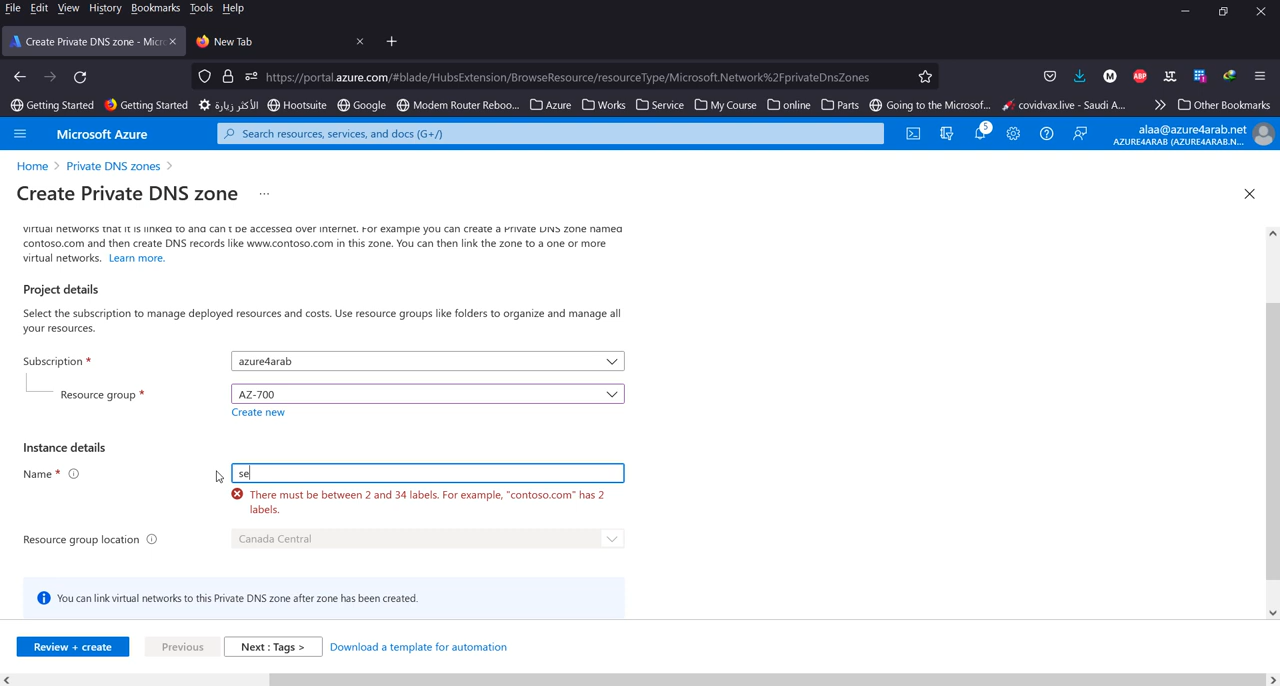 File Edit View History Bookmarks Tools Help
Create Private DNS zone - Micr
New Tab
https://portal.azure.com/#blade/HubsExtension/BrowseResource/resourceType/Microsoft.Network%2FprivateDnsZones
Getting Started Getting Started الأكثر زيارة Hootsuite Google Modem Router Reboo... Azure Works Service My Course online Parts Going to the Microsof... covidvax.live - Saudi A... Other Bookmarks
Microsoft Azure
Search resources, services, and docs (G+/)
5
alaa@azure4arab.net
AZURE4ARAB (AZURE4ARAB.N...
Home > Private DNS zones >
Create Private DNS zone ...
virtual networks that it is linked to and can't be accessed over internet. For example you can create a Private DNS zone named
contoso.com and then create DNS records like www.contoso.com in this zone. You can then link the zone to a one or more
virtual networks. Learn more.
Project details
Select the subscription to manage deployed resources and costs. Use resource groups like folders to organize and manage all
your resources.
Subscription * azure4arab
Resource group * AZ-700
Create new
Instance details
Name * se
There must be between 2 and 34 labels. For example, "contoso.com" has 2
labels.
Resource group location Canada Central
You can link virtual networks to this Private DNS zone after zone has been created.
Review + create Previous Next : Tags > Download a template for automation